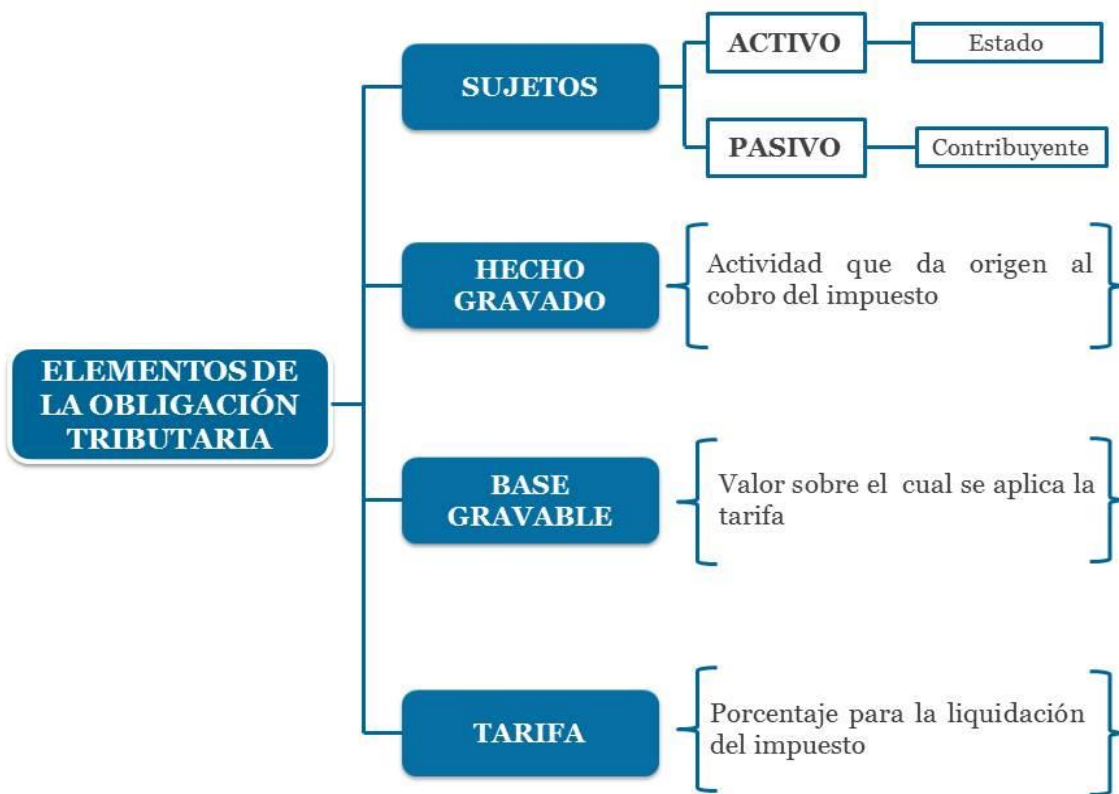 ELEMENTOS DE
LA OBLIGACIÓN
TRIBUTARIA
SUJETOS
ACTIVO
Estado
PASIVO
Contribuyente
HECHO
GRAVADO
Actividad que da origen al
cobro del impuesto
BASE
GRAVABLE
Valor sobre el cual se aplica la
tarifa
TARIFA
Porcentaje para la liquidación
del impuesto